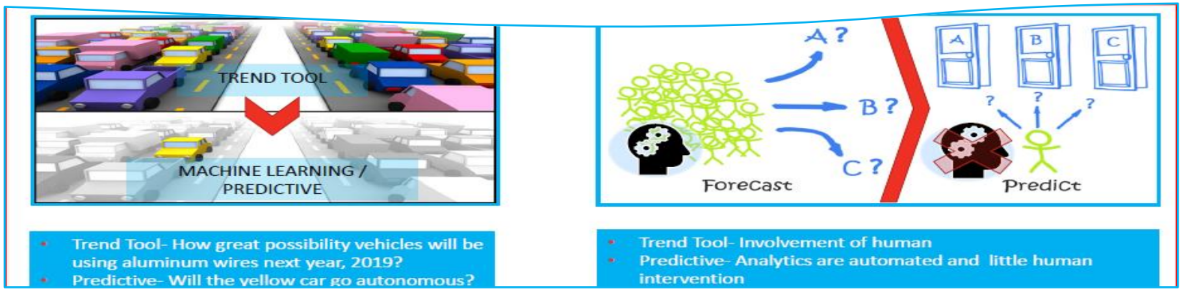 TREND TOOL
MACHINE LEARNING /
PREDICTIVE
• Trend Tool- How great possibility vehicles will be
using aluminum wires next year, 2019?
• Predictive- Will the yellow car go autonomous?
A ?
B ?
C ?
Forecast
A
B
C
?
?
?
Predict
• Trend Tool- Involvement of human
• Predictive- Analytics are automated and little human
intervention